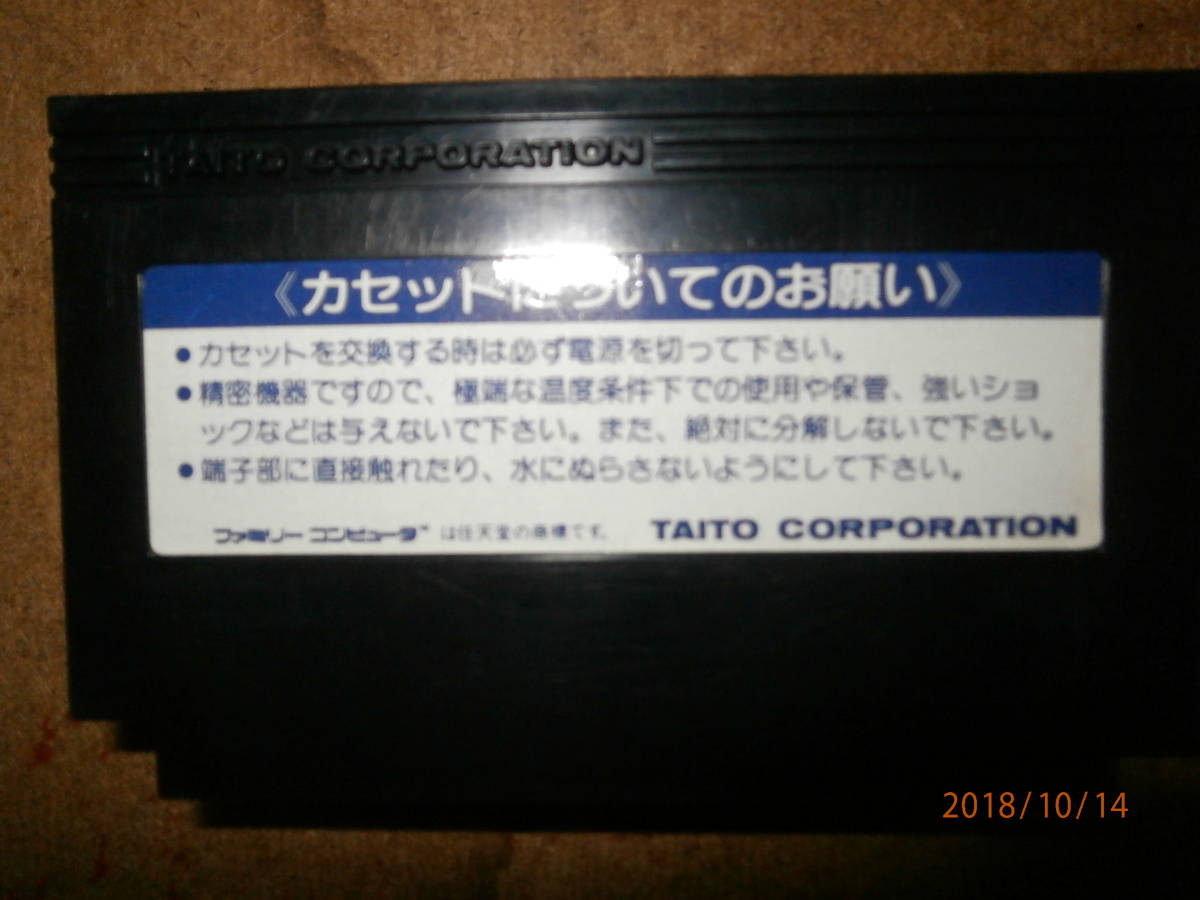 TAITO CORPORATION
《カセットについてのお願い》
●カセットを交換する時は必ず電源を切って下さい。
●精密機器ですので、極端な温度条件下での使用や保管、強いショ
ックなどは与えないで下さい。また、絶対に分解しないで下さい。
●端子部に直接触れたり、水にぬらさないようにして下さい。
ファミリーコンピュータ™ は任天堂の商標です。 TAITO CORPORATION
2018/10/14